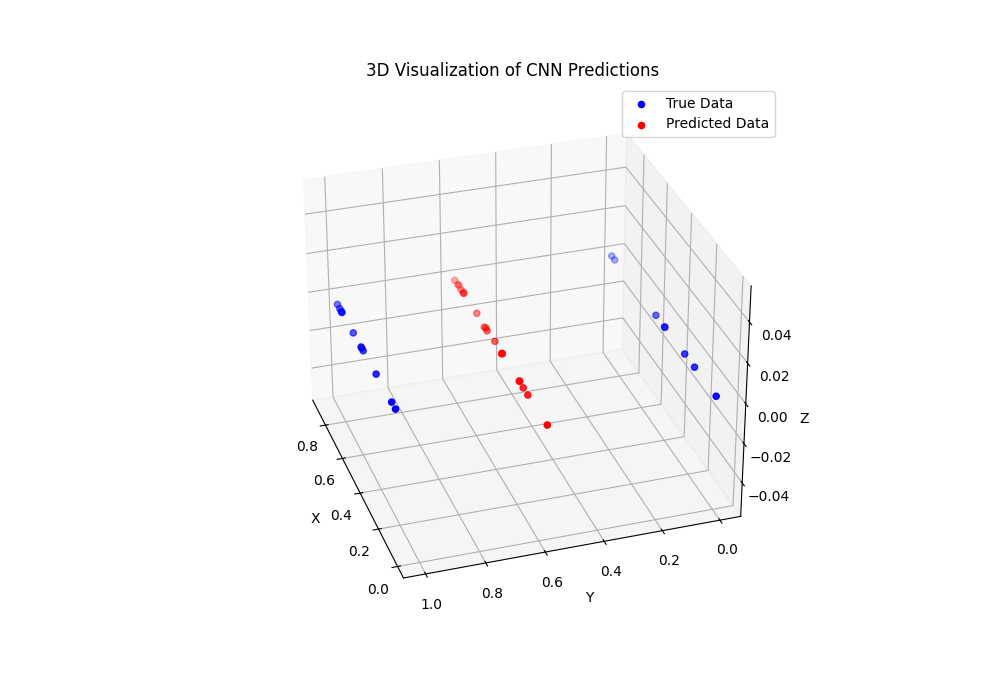 3D Visualization of CNN Predictions
True Data
Predicted Data
0.04
0.02
0.00
−0.02
−0.04
Z
0.8
0.6
0.4
0.2
0.0
X
1.0
0.8
0.6
0.4
0.2
0.0
Y